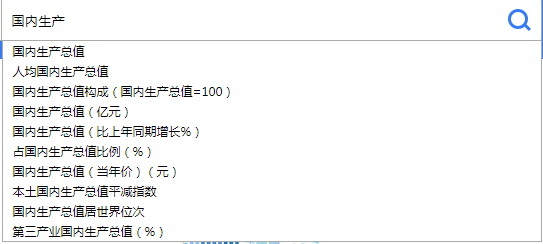 国内生产
国内生产总值
人均国内生产总值
国内生产总值构成（国内生产总值=100）
国内生产总值（亿元）
国内生产总值（比上年同期增长%）
占国内生产总值比例（%）
国内生产总值（当年价）（元）
本土国内生产总值平减指数
国内生产总值居世界位次
第三产业国内生产总值（%）